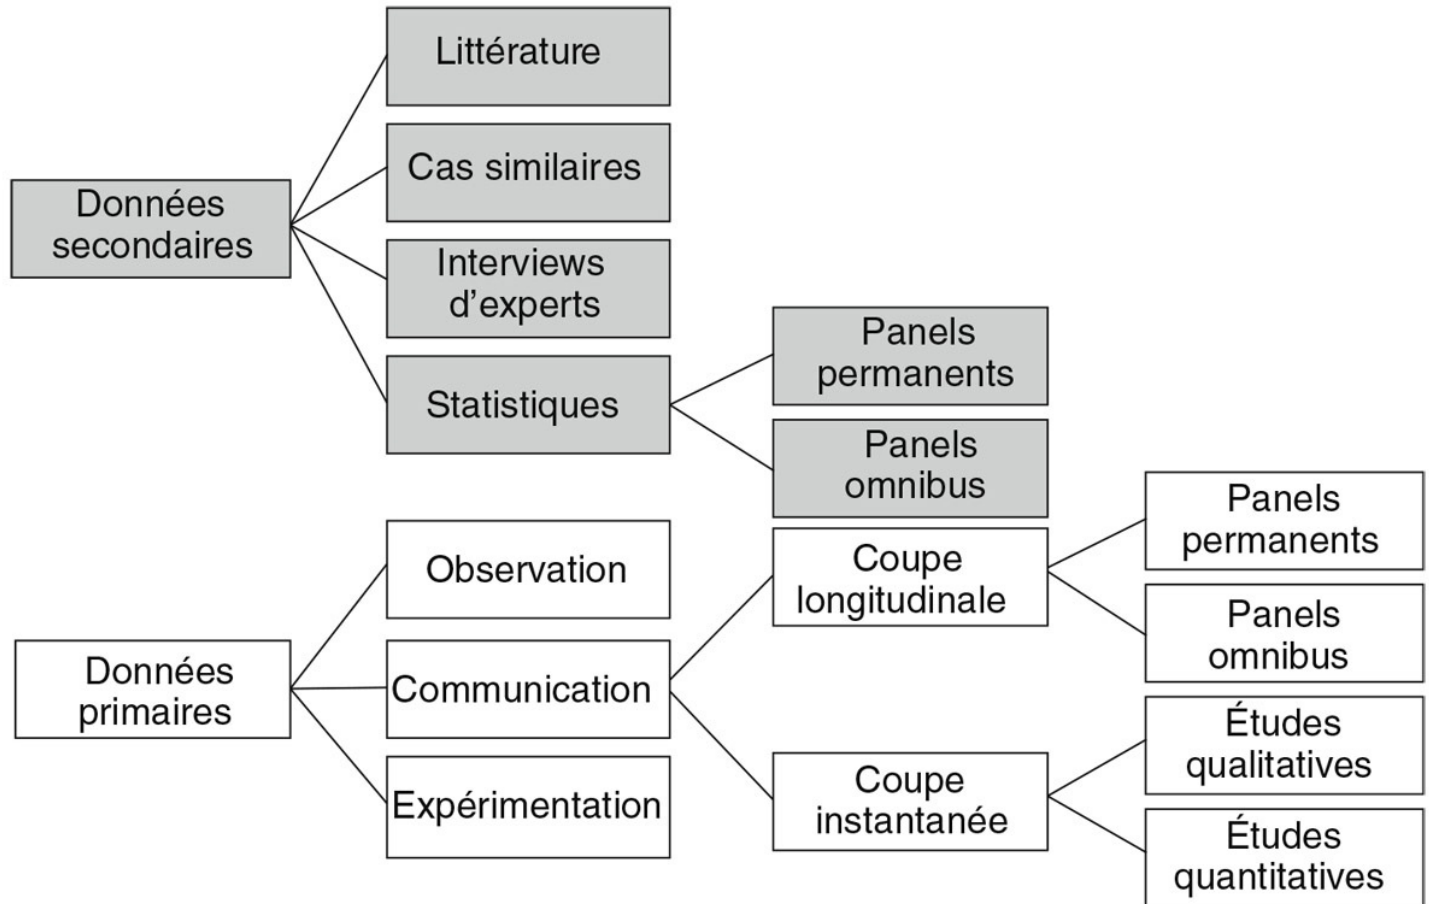 Littérature
Cas similaires
Données
secondaires
Interviews
d'experts
Statistiques
Panels
permanents
Panels
omnibus
Observation
Communication
Expérimentation
Données
primaires
Coupe
longitudinale
Coupe
instantanée
Panels
permanents
Panels
omnibus
Études
qualitatives
Études
quantitatives